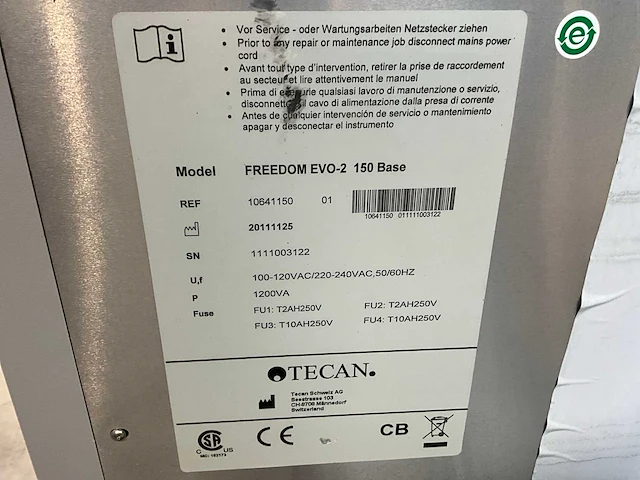 • Vor Service - oder Wartungsarbeiten Netzstecker ziehen
• Prior to any repair or maintenance job disconnect mains power
cord
• Avant tout type d'intervention, retirer la prise de raccordement
au secteur et lire attentivement le manuel
• Prima di eseguire qualsiasi lavoro di manutenzione o servizio,
disconnettere il cavo di alimentazione dalla presa di corrente
• Antes de cualquier intervención de servicio o mantenimiento
apagar y desconectar el instrumento
Model FREEDOM EVO-2 150 Base
REF 10641150 01
10641150 011111003122
20111125
SN 1111003122
U,f 100-120VAC/220-240VAC,50/60HZ
P 1200VA
Fuse FU1: T2AH250V FU2: T2AH250V
FU3: T10AH250V FU4: T10AH250V
TECAN.
Tecan Schweiz AG
Seestrasse 103
CH-8708 Männedorf
Switzerland
C US
CE CB
e